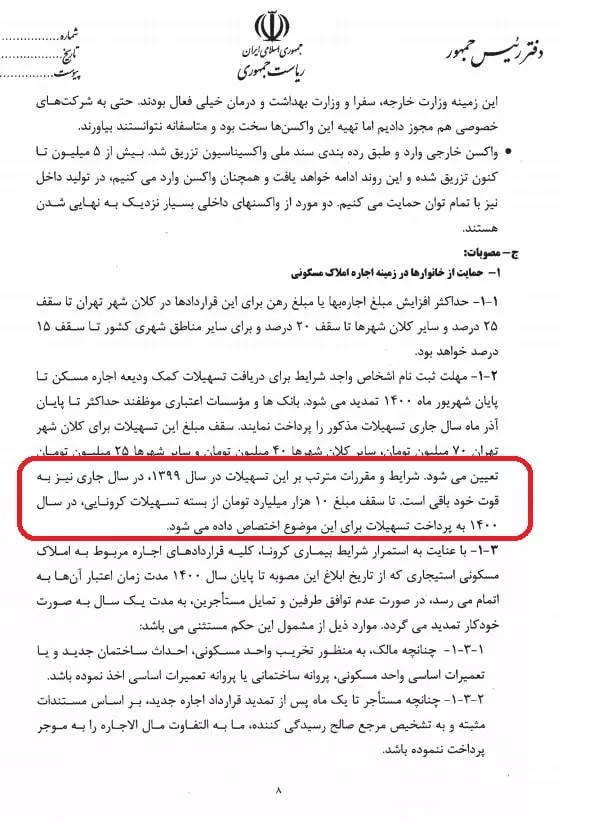 شماره................
تاریخ................
پیوست................
جمهوری اسلامی ایران
ریاست جمهوری
دفتر رئیس جمهور
این زمینه وزارت خارجه، سفرا و وزارت بهداشت و درمان خیلی فعال بودند. حتی به شرکت‌های
خصوصی هم مجوز دادیم اما تهیه این واکسن‌ها سخت بود و متاسفانه نتوانستند بیاورند.
● واکسن خارجی وارد و طبق رده بندی سند ملی واکسیناسیون تزریق شد. بیش از ۵ میلیون تا
کنون تزریق شده و این روند ادامه خواهد یافت و همچنان واکسن وارد می کنیم، در تولید داخل
نیز با تمام توان حمایت می کنیم. دو مورد از واکسنهای داخلی بسیار نزدیک به نهایی شدن
هستند.
ج– مصوبات:
۱– حمایت از خانوارها در زمینه اجاره املاک مسکونی
۱-۱- حداکثر افزایش مبلغ اجاره‌بها یا مبلغ رهن برای این قراردادها در کلان شهر تهران تا سقف
۲۵ درصد و سایر کلان شهرها تا سقف ۲۰ درصد و برای سایر مناطق شهری کشور تا سقف ۱۵
درصد خواهد بود.
۱-۲- مهلت ثبت نام اشخاص واجد شرایط برای دریافت تسهیلات کمک ودیعه اجاره مسکن تا
پایان شهریور ماه ۱۴۰۰ تمدید می شود. بانک ها و مؤسسات اعتباری موظفند حداکثر تا پایان
آذر ماه سال جاری تسهیلات مذکور را پرداخت نمایند. سقف مبلغ این تسهیلات برای کلان شهر
تهران ۷۰ میلیون تومان، سایر کلان شهرها ۴۰ میلیون تومان و سایر شهرها ۲۵ میلیون تومان
تعیین می شود. شرایط و مقررات مترتب بر این تسهیلات در سال ۱۳۹۹، در سال جاری نیز به
قوت خود باقی است. تا سقف مبلغ ۱۰ هزار میلیارد تومان از بسته تسهیلات کرونایی، در سال
۱۴۰۰ به پرداخت تسهیلات برای این موضوع اختصاص داده می شود.
۱-۳- با عنایت به استمرار شرایط بیماری کرونا، کلیه قراردادهای اجاره مربوط به املاک
مسکونی استیجاری که از تاریخ ابلاغ این مصوبه تا پایان سال ۱۴۰۰ مدت زمان اعتبار آن‌ها به
اتمام می رسد، در صورت عدم توافق طرفین و تمایل مستأجرین، به مدت یک سال به صورت
خودکار تمدید می گردد. موارد ذیل از مشمول این حکم مستثنی می باشد:
۱-۳-۱- چنانچه مالک، به منظور تخریب واحد مسکونی، احداث ساختمان جدید و یا
تعمیرات اساسی واحد مسکونی، پروانه ساختمانی یا پروانه تعمیرات اساسی اخذ نموده باشد.
۱-۳-۲- چنانچه مستأجر تا یک ماه پس از تمدید قرارداد اجاره جدید، بر اساس مستندات
مثبته و به تشخیص مرجع صالح رسیدگی کننده، ما به التفاوت مال الاجاره را به موجر
پرداخت ننموده باشد.
۸